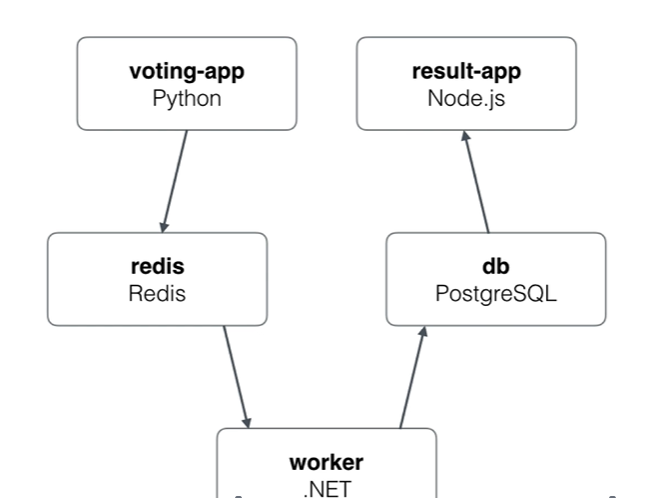 voting-app
Python
result-app
Node.js
redis
Redis
db
PostgreSQL
worker
.NET